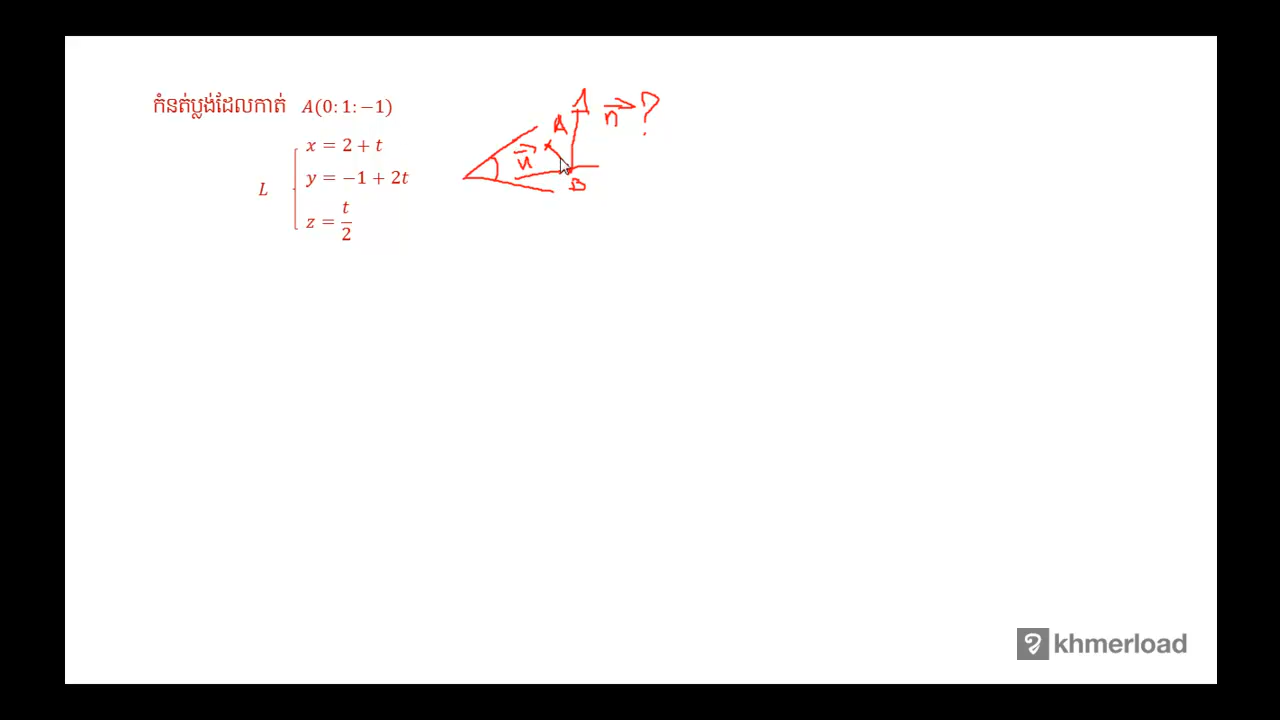 កំនត់ប្លង់ដែលកាត់ A(0: 1: −1)
x = 2 + t
L
y = −1 + 2t
z = t/2
A
n ?
u
B
khmerload